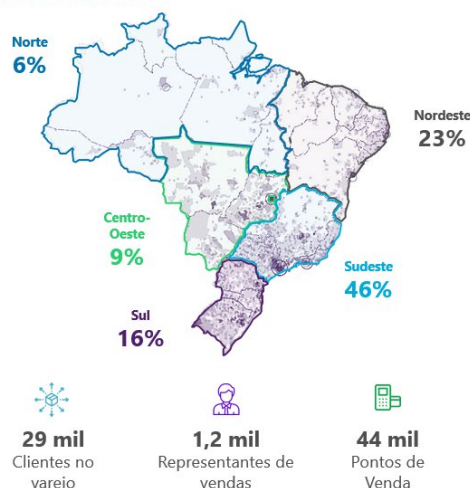 Norte
6%
Nordeste
23%
Centro-
Oeste
9%
Sudeste
46%
Sul
16%
29 mil
Clientes no
varejo
1,2 mil
Representantes de
vendas
44 mil
Pontos de
Venda